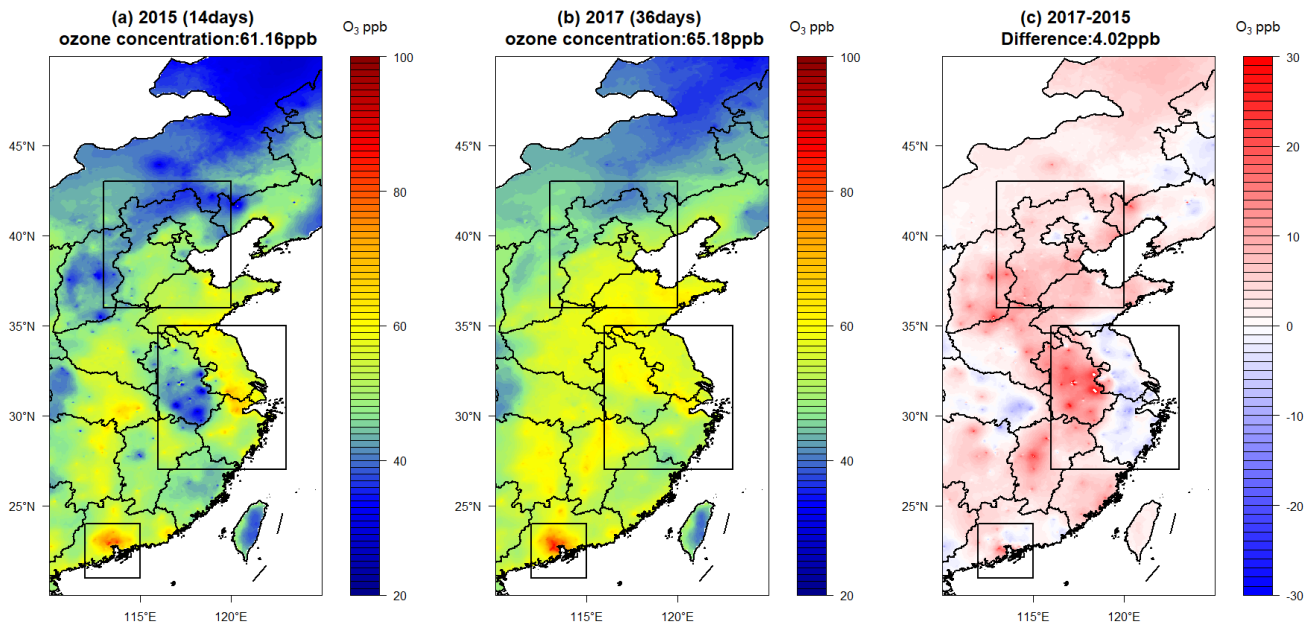 (a) 2015 (14days)
ozone concentration:61.16ppb
O₃ ppb
100
80
60
40
20
45°N
40°N
35°N
30°N
25°N
115°E
120°E
(b) 2017 (36days)
ozone concentration:65.18ppb
O₃ ppb
100
80
60
40
20
45°N
40°N
35°N
30°N
25°N
115°E
120°E
(c) 2017-2015
Difference:4.02ppb
O₃ ppb
30
20
10
0
-10
-20
-30
45°N
40°N
35°N
30°N
25°N
115°E
120°E